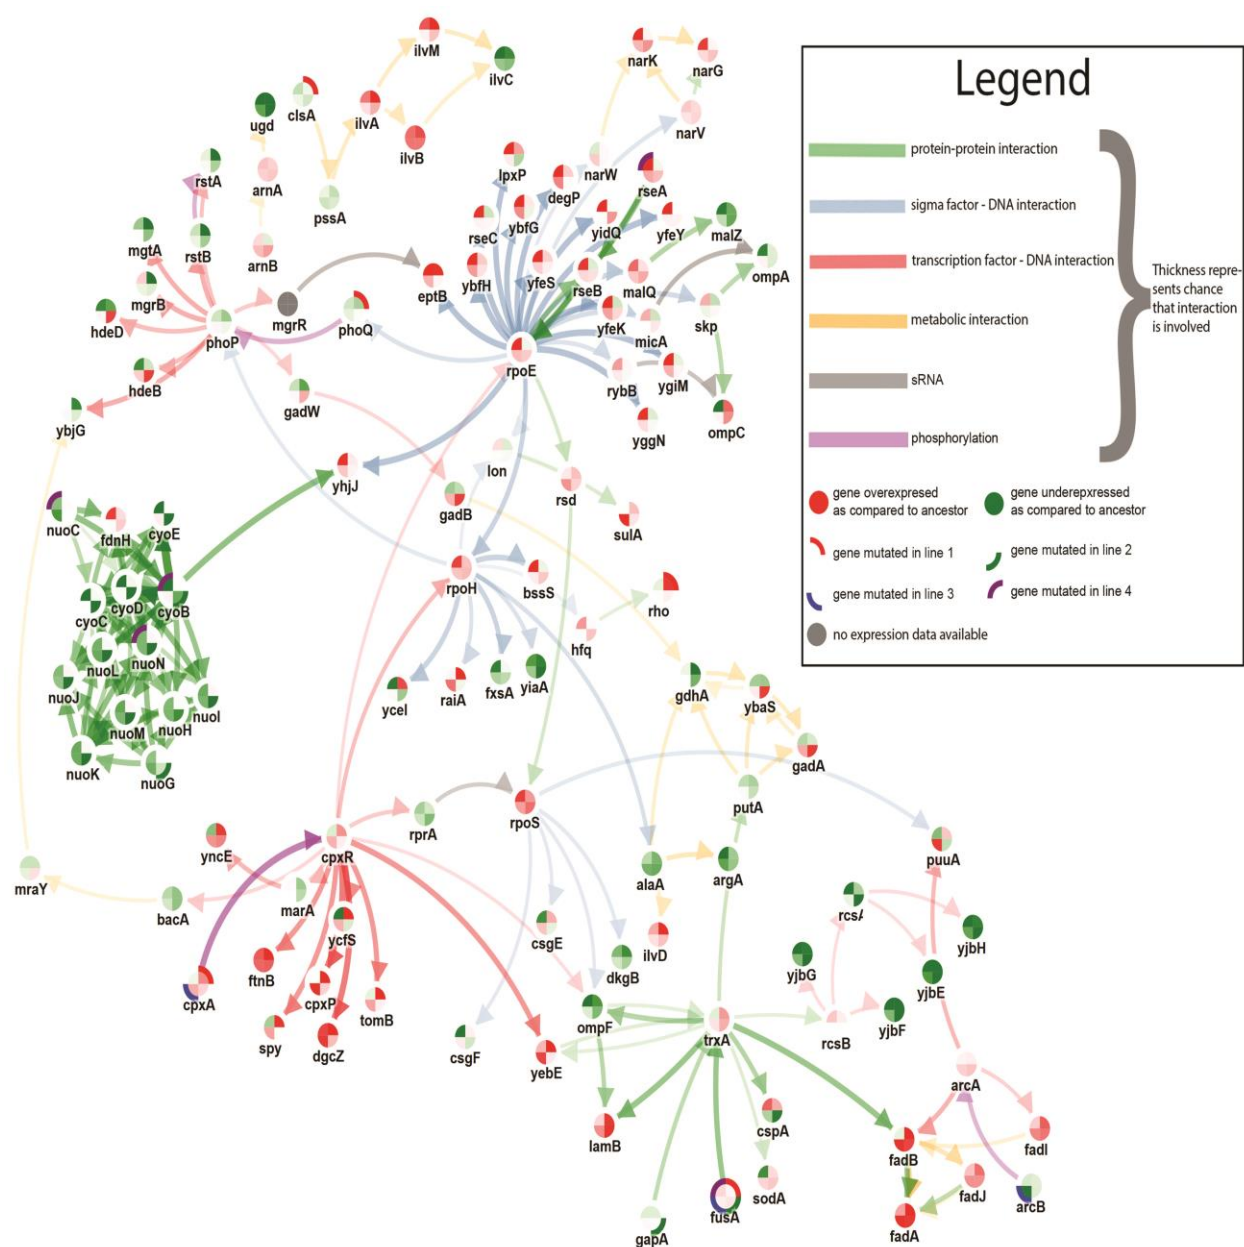 ilvM
ilvC
narK
narG
ugd
clsA
ilvA
ilvB
narV
rstA
arnA
pssA
lpxP
degP
narW
rseA
rseC
ybfG
yidQ
yfeY
malZ
mgtA
rstB
arnB
ompA
mgrB
eptB
ybfH
yfeS
rseB
malQ
hdeD
phoP
mgrR
phoQ
yfeK
micA
skp
rpoE
hdeB
gadW
rybB
ygiM
ybjG
yggN
ompC
yhjJ
lon
rsd
gadB
sulA
nuoC
fdnH
cyoE
rpoH
bssS
rho
cyoC
cyoD
cyoB
hfq
nuoL
nuoN
yceI
raiA
fxsA
yiaA
gdhA
ybaS
nuoJ
nuoM
nuoH
nuoI
nuoK
nuoG
gadA
putA
yncE
cpxR
rprA
rpoS
puuA
mraY
bacA
marA
ycfS
alaA
argA
rcsA
csgE
ilvD
dkgB
yjbH
cpxA
ftnB
cpxP
tomB
yjbG
yjbE
spy
dgcZ
csgF
yebE
ompF
trxA
rcsB
yjbF
arcA
lamB
cspA
fadB
fadI
sodA
fadJ
arcB
gapA
fusA
fadA
Legend
protein-protein interaction
sigma factor - DNA interaction
transcription factor - DNA interaction
metabolic interaction
sRNA
phosphorylation
Thickness repre-
sents chance
that interaction
is involved
gene overexpresed
as compared to ancestor
gene underepxressed
as compared to ancestor
gene mutated in line 1
gene mutated in line 2
gene mutated in line 3
gene mutated in line 4
no expression data available